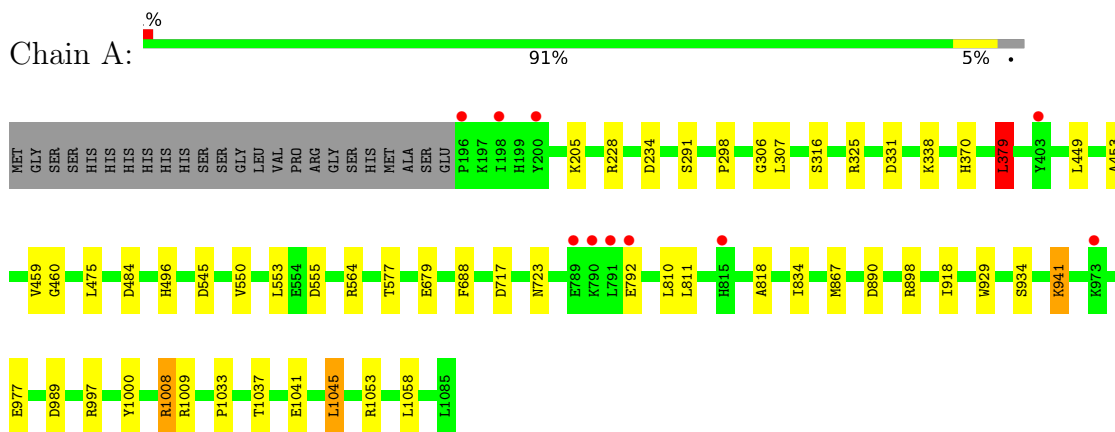 .%
Chain A:
91% 5% •
MET GLY SER SER HIS HIS HIS HIS HIS HIS HIS HIS SER SER GLY LEU VAL PRO ARG GLY SER HIS MET ALA SER GLU P196 K197 I198 H199 Y200 K205 R228 D234 S291 P298 G306 L307 S316 R325 D331 K338 H370 L379 Y403 L449 A453
V459 G460 L475 D484 H496 D545 V550 L553 E554 D555 R564 T577 E679 F688 D717 N723 E789 K790 L791 E792 L810 L811 H815 A818 I834 M867 D890 R898 I918 W929 S934 K941 K973
E977 D989 R997 Y1000 R1008 R1009 P1033 T1037 E1041 L1045 R1053 L1058 L1085